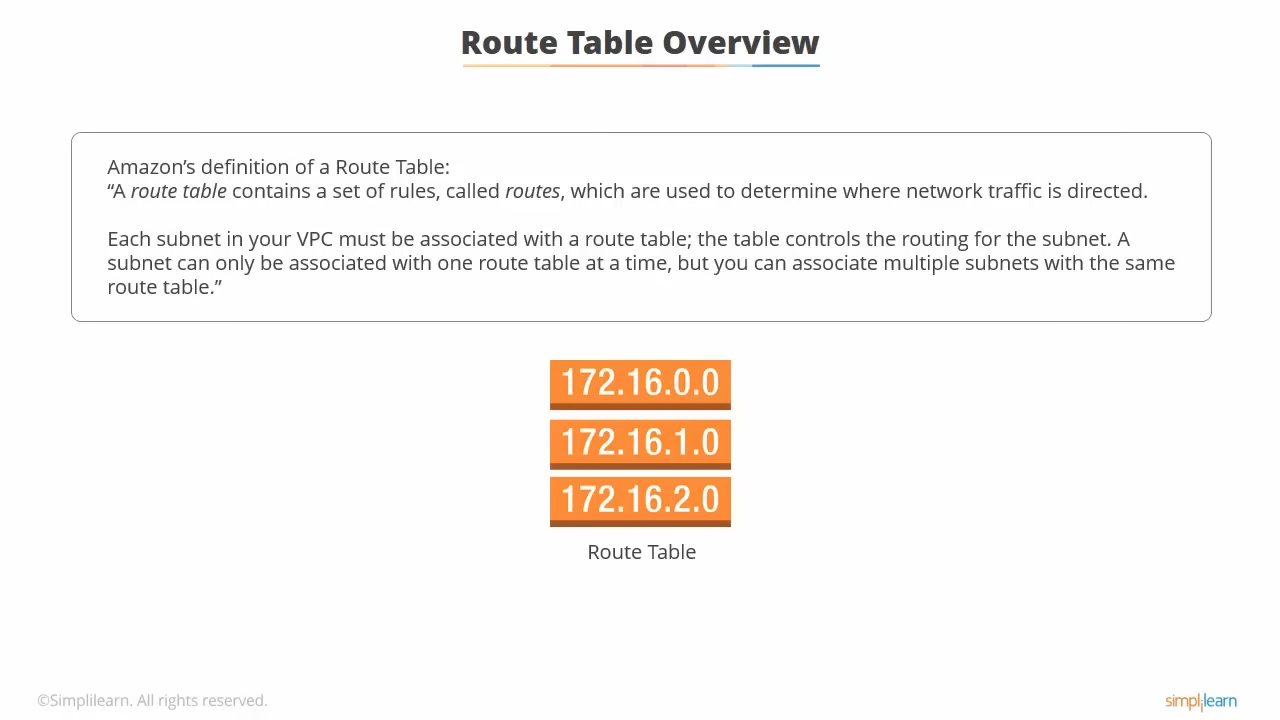 Route Table Overview
Amazon’s definition of a Route Table:
“A route table contains a set of rules, called routes, which are used to determine where network traffic is directed.
Each subnet in your VPC must be associated with a route table; the table controls the routing for the subnet. A
subnet can only be associated with one route table at a time, but you can associate multiple subnets with the same
route table.”
172.16.0.0
172.16.1.0
172.16.2.0
Route Table
©Simplilearn. All rights reserved.
simplilearn